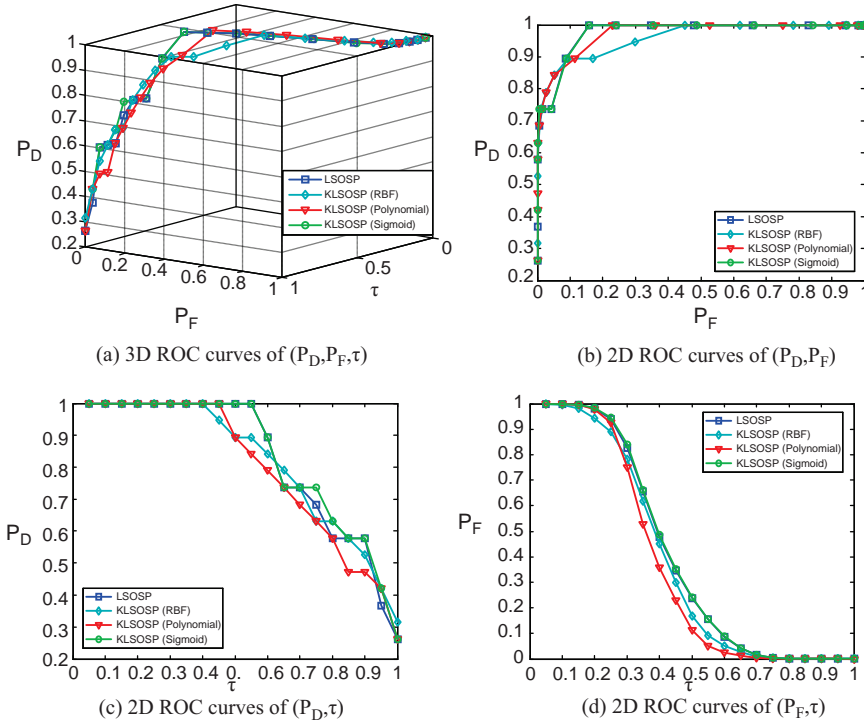 1
0.9
0.8
0.7
0.6
0.5
0.4
0.3
0.2
P_D
0
0.2
0.4
0.6
0.8
1
P_F
1
0.5
0
τ
LSOSP
KLSOSP (RBF)
KLSOSP (Polynomial)
KLSOSP (Sigmoid)
(a) 3D ROC curves of (P_D,P_F,τ)
1
0.9
0.8
0.7
0.6
0.5
0.4
0.3
0.2
P_D
0 0.1 0.2 0.3 0.4 0.5 0.6 0.7 0.8 0.9 1
P_F
LSOSP
KLSOSP (RBF)
KLSOSP (Polynomial)
KLSOSP (Sigmoid)
(b) 2D ROC curves of (P_D,P_F)
1
0.9
0.8
0.7
0.6
0.5
0.4
0.3
0.2
P_D
0 0.1 0.2 0.3 0.4 0. 0.6 0.7 0.8 0.9 1
τ
LSOSP
KLSOSP (RBF)
KLSOSP (Polynomial)
KLSOSP (Sigmoid)
(c) 2D ROC curves of (P_D,τ)
1
0.9
0.8
0.7
0.6
0.5
0.4
0.3
0.2
0.1
0
P_F
0 0.1 0.2 0.3 0.4 0.5 0.6 0.7 0.8 0.9 1
τ
LSOSP
KLSOSP (RBF)
KLSOSP (Polynomial)
KLSOSP (Sigmoid)
(d) 2D ROC curves of (P_F,τ)